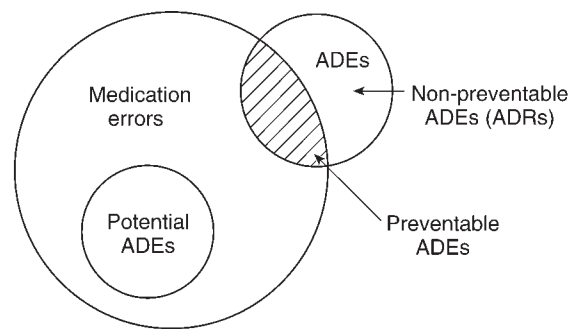 ADEs
Medication
errors
Non-preventable
ADEs (ADRs)
Potential
ADEs
Preventable
ADEs